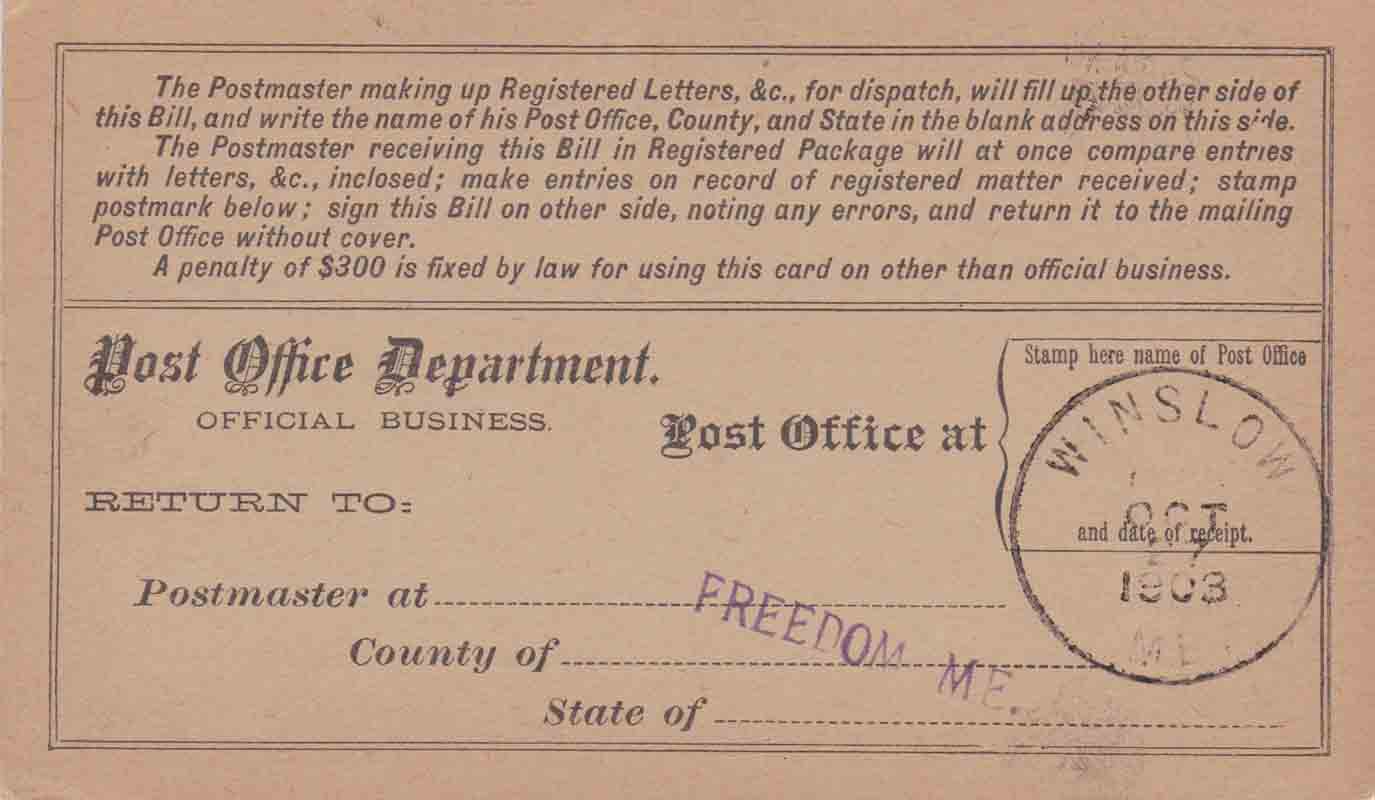 The Postmaster making up Registered Letters, &c., for dispatch, will fill up the other side of
this Bill, and write the name of his Post Office, County, and State in the blank address on this side.
The Postmaster receiving this Bill in Registered Package will at once compare entries
with letters, &c., inclosed; make entries on record of registered matter received; stamp
postmark below; sign this Bill on other side, noting any errors, and return it to the mailing
Post Office without cover.
A penalty of $300 is fixed by law for using this card on other than official business.
Post Office Department.
OFFICIAL BUSINESS.
Post Office at
Stamp here name of Post Office
WINSLOW
OCT
and date of receipt.
1903
ME
RETURN TO:
Postmaster at
FREEDOM ME.
County of
State of